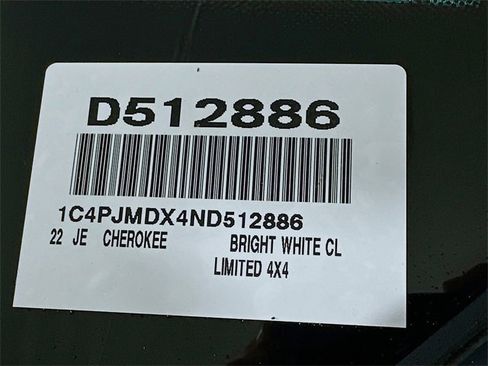 D512886
1C4PJMDX4ND512886
22 JE CHEROKEE BRIGHT WHITE CL
LIMITED 4X4